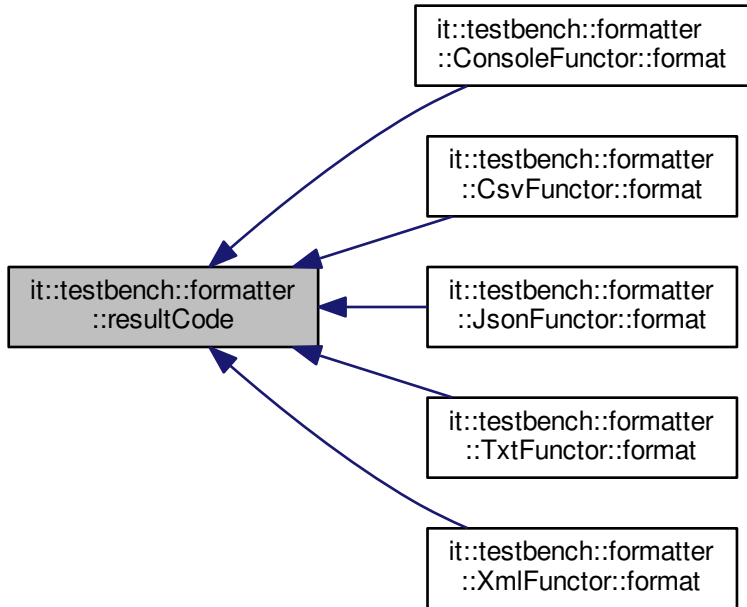 it::testbench::formatter
::ConsoleFunctor::format
it::testbench::formatter
::CsvFunctor::format
it::testbench::formatter
::resultCode
it::testbench::formatter
::JsonFunctor::format
it::testbench::formatter
::TxtFunctor::format
it::testbench::formatter
::XmlFunctor::format